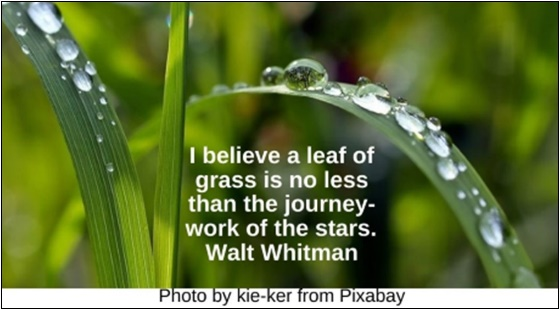 I believe a leaf of
grass is no less
than the journey-
work of the stars.
Walt Whitman
Photo by kie-ker from Pixabay